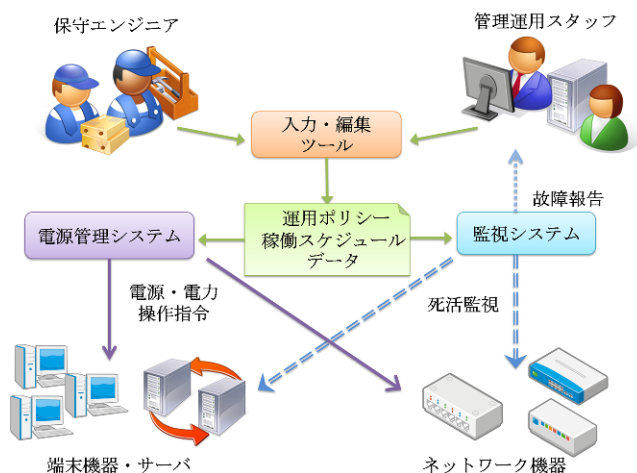 保守エンジニア
管理運用スタッフ
入力・編集
ツール
故障報告
運用ポリシー
稼働スケジュール
データ
電源管理システム
監視システム
電源・電力
操作指令
死活監視
端末機器・サーバ
ネットワーク機器